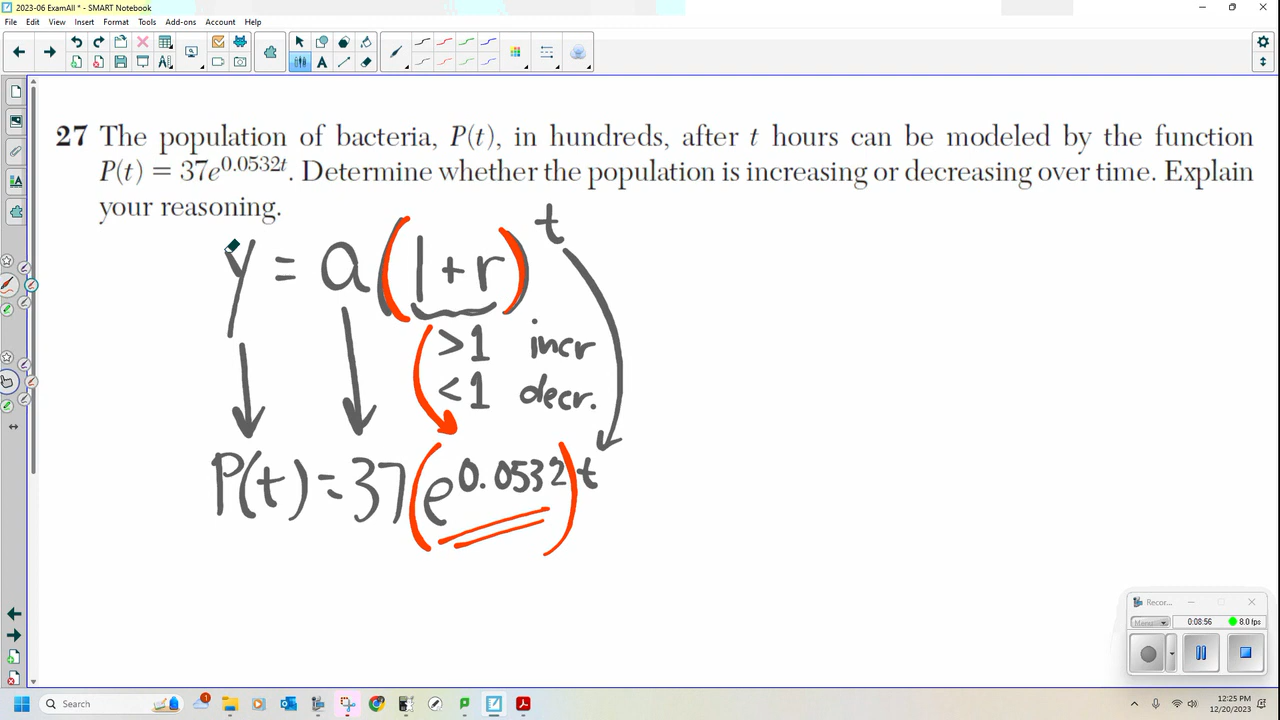 2023-06 ExamAll * - SMART Notebook
File Edit View Insert Format Tools Add-ons Account Help
27 The population of bacteria, P(t), in hundreds, after t hours can be modeled by the function
P(t) = 37e^0.0532t. Determine whether the population is increasing or decreasing over time. Explain
your reasoning.
y = a(1+r)^t
>1 incr
<1 decr.
P(t)=37(e^0.0532)^t
Recor...
Menu
0:08:56 8.0 fps
Search
1
12:25 PM
12/20/2023